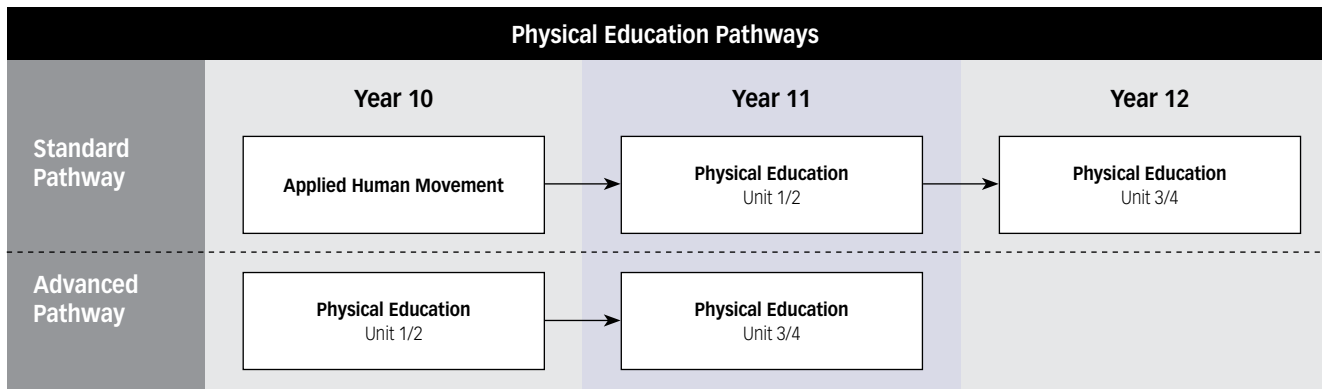 Physical Education Pathways
Year 10
Year 11
Year 12
Standard
Pathway
Applied Human Movement
Physical Education
Unit 1/2
Physical Education
Unit 3/4
Advanced
Pathway
Physical Education
Unit 1/2
Physical Education
Unit 3/4